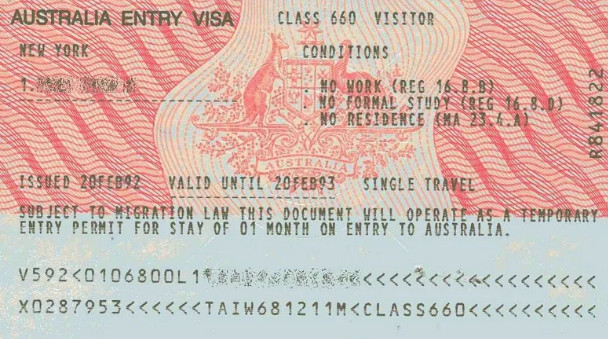 AUSTRALIA ENTRY VISA CLASS 660 VISITOR
NEW YORK CONDITIONS
1.
. NO WORK (REG 16.8.B)
. NO FORMAL STUDY (REG 16.8.D)
. NO RESIDENCE (MA 23.4.A)
R841822
AUSTRALIA
ISSUED 20FEB92 VALID UNTIL 20FEB93 SINGLE TRAVEL
SUBJECT TO MIGRATION LAW THIS DOCUMENT WILL OPERATE AS A TEMPORARY
ENTRY PERMIT FOR STAY OF 01 MONTH ON ENTRY TO AUSTRALIA.
V592<0106800L1 <<<<<<<<<<<<<<<<
X0287953<<<<<<TAIW681211M<CLASS660<<<<<<<<<<